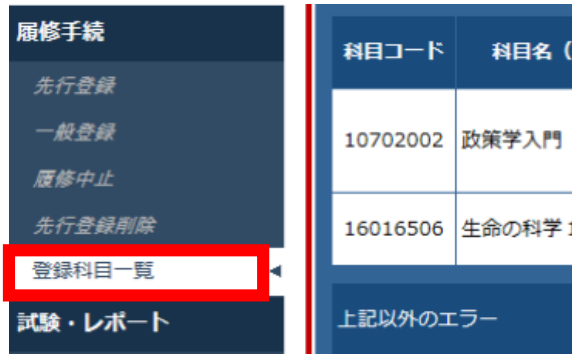 履修手続
先行登録
一般登録
履修中止
先行登録削除
登録科目一覧
試験・レポート
科目コード 科目名（
10702002 政策学入門
16016506 生命の科学
上記以外のエラー